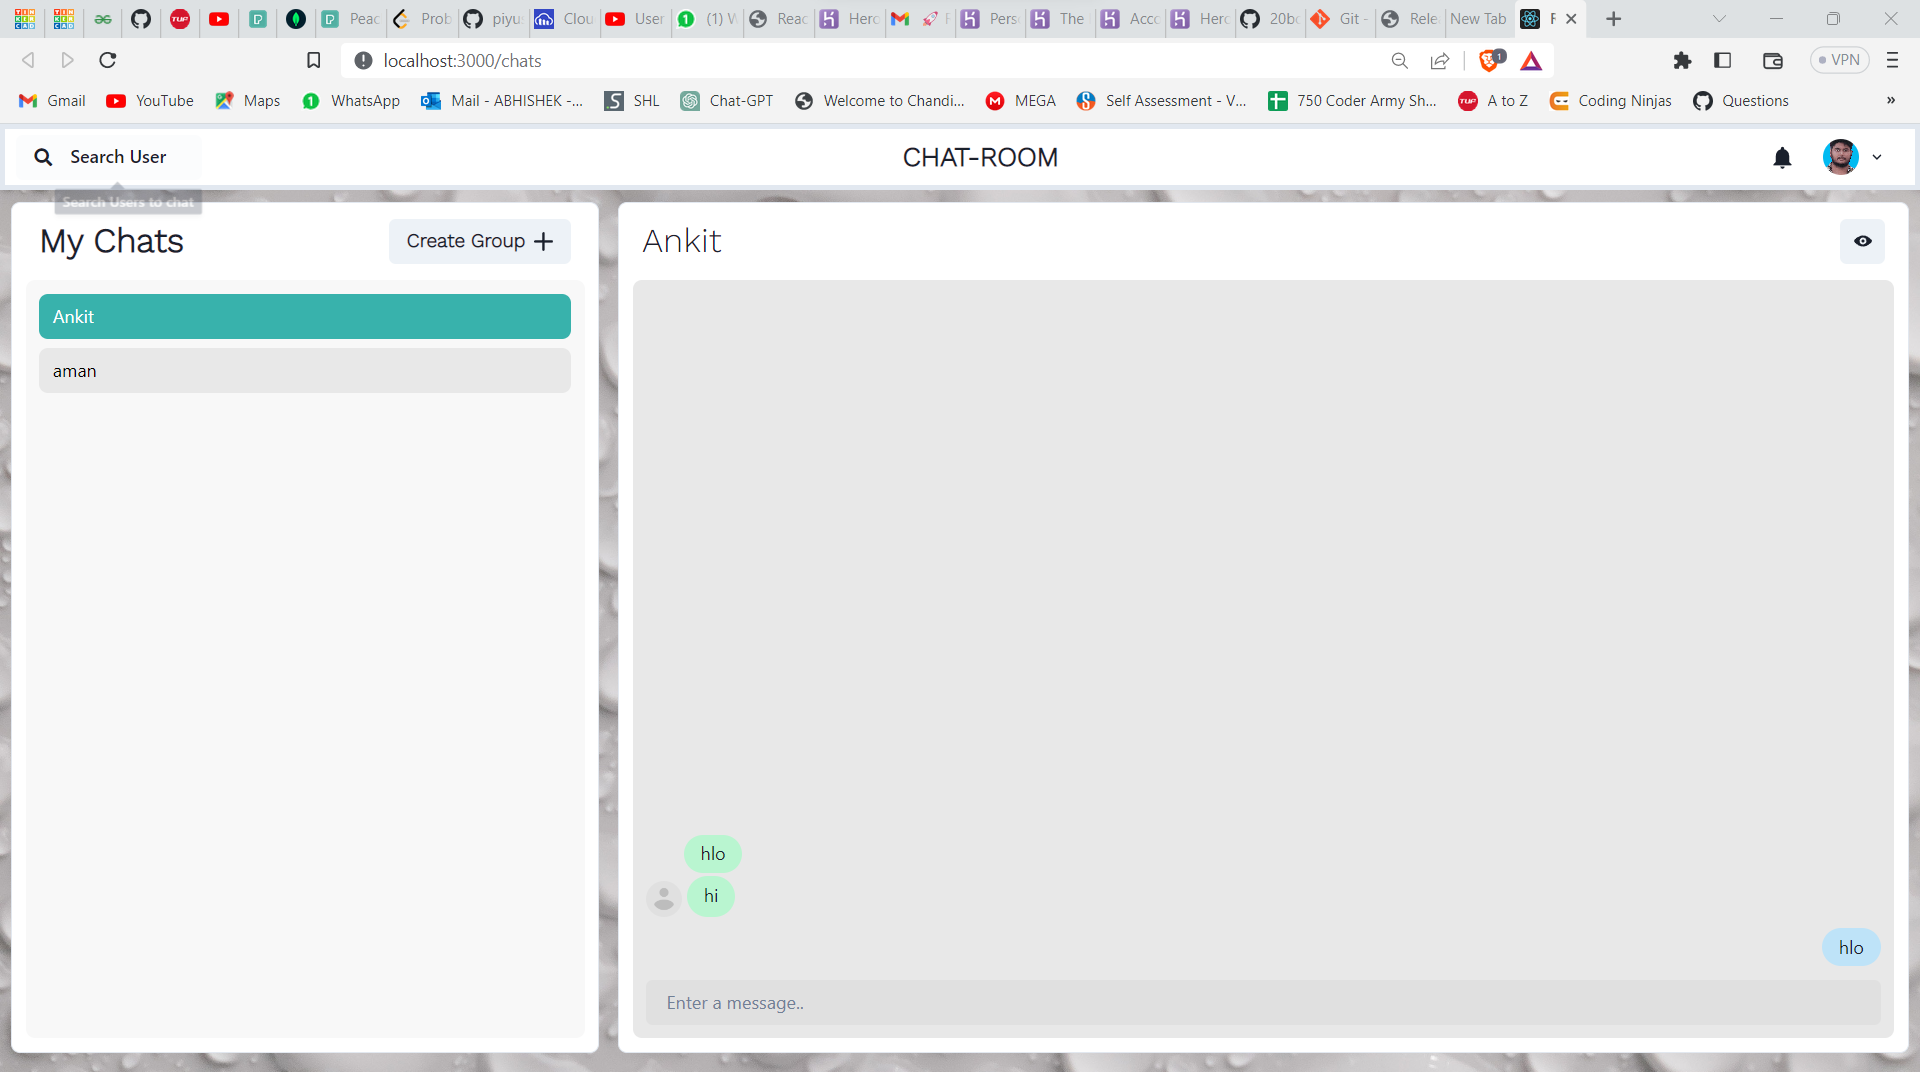 Peac Prob piyu Clou User (1) W Reac Hero F Pers The Acco Hero 20bc Git - Rele New Tab F
localhost:3000/chats 1 VPN
Gmail YouTube Maps WhatsApp Mail - ABHISHEK -... SHL Chat-GPT Welcome to Chandi... MEGA Self Assessment - V... 750 Coder Army Sh... A to Z Coding Ninjas Questions »
Search User CHAT-ROOM
Search Users to chat
My Chats Create Group Ankit
Ankit
aman
hlo
hi
hlo
Enter a message..